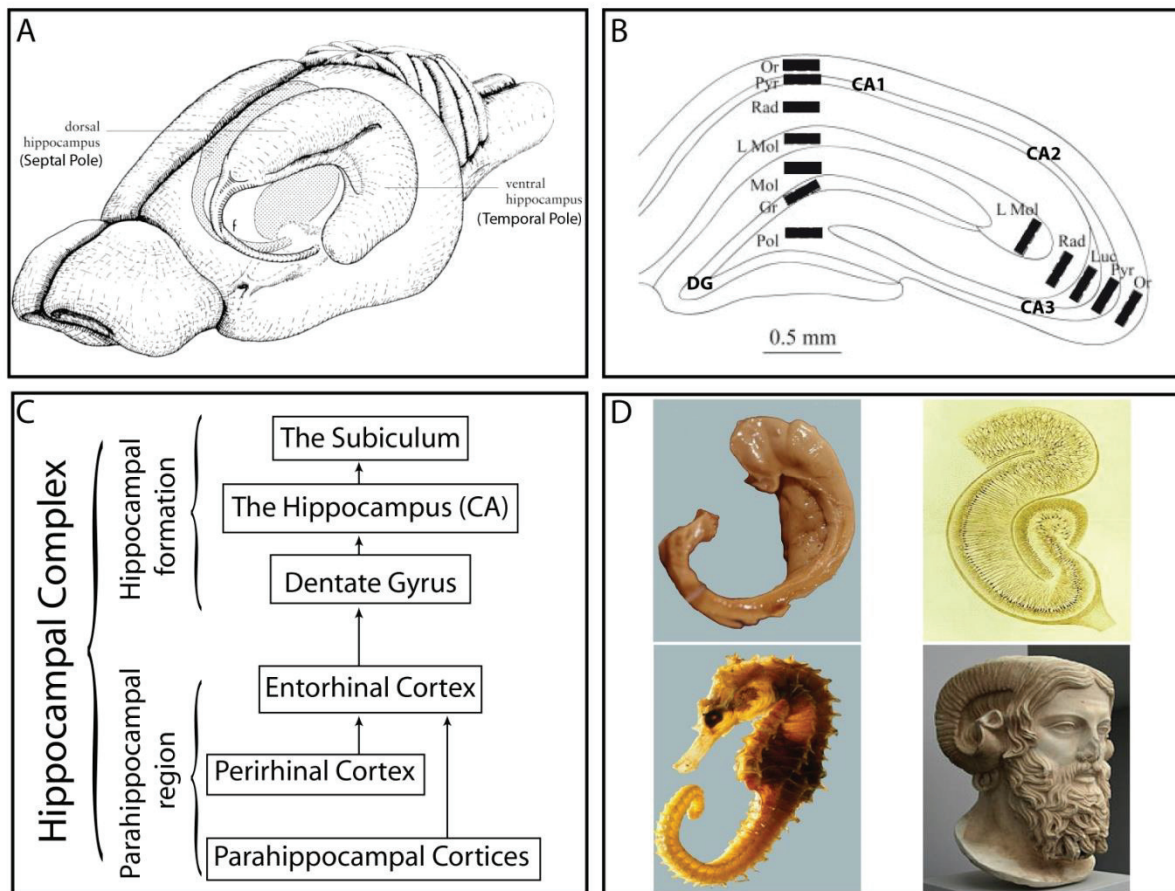 A
dorsal
hippocampus
(Septal Pole)
f
ventral
hippocampus
(Temporal Pole)
B
Or
Pyr
CA1
Rad
CA2
L Mol
Mol
Gr
L Mol
Pol
Rad
Luc
Pyr
Or
DG
CA3
0.5 mm
C
Hippocampal Complex
Hippocampal
formation
The Subiculum
The Hippocampus (CA)
Dentate Gyrus
Parahippocampal
region
Entorhinal Cortex
Perirhinal Cortex
Parahippocampal Cortices
D